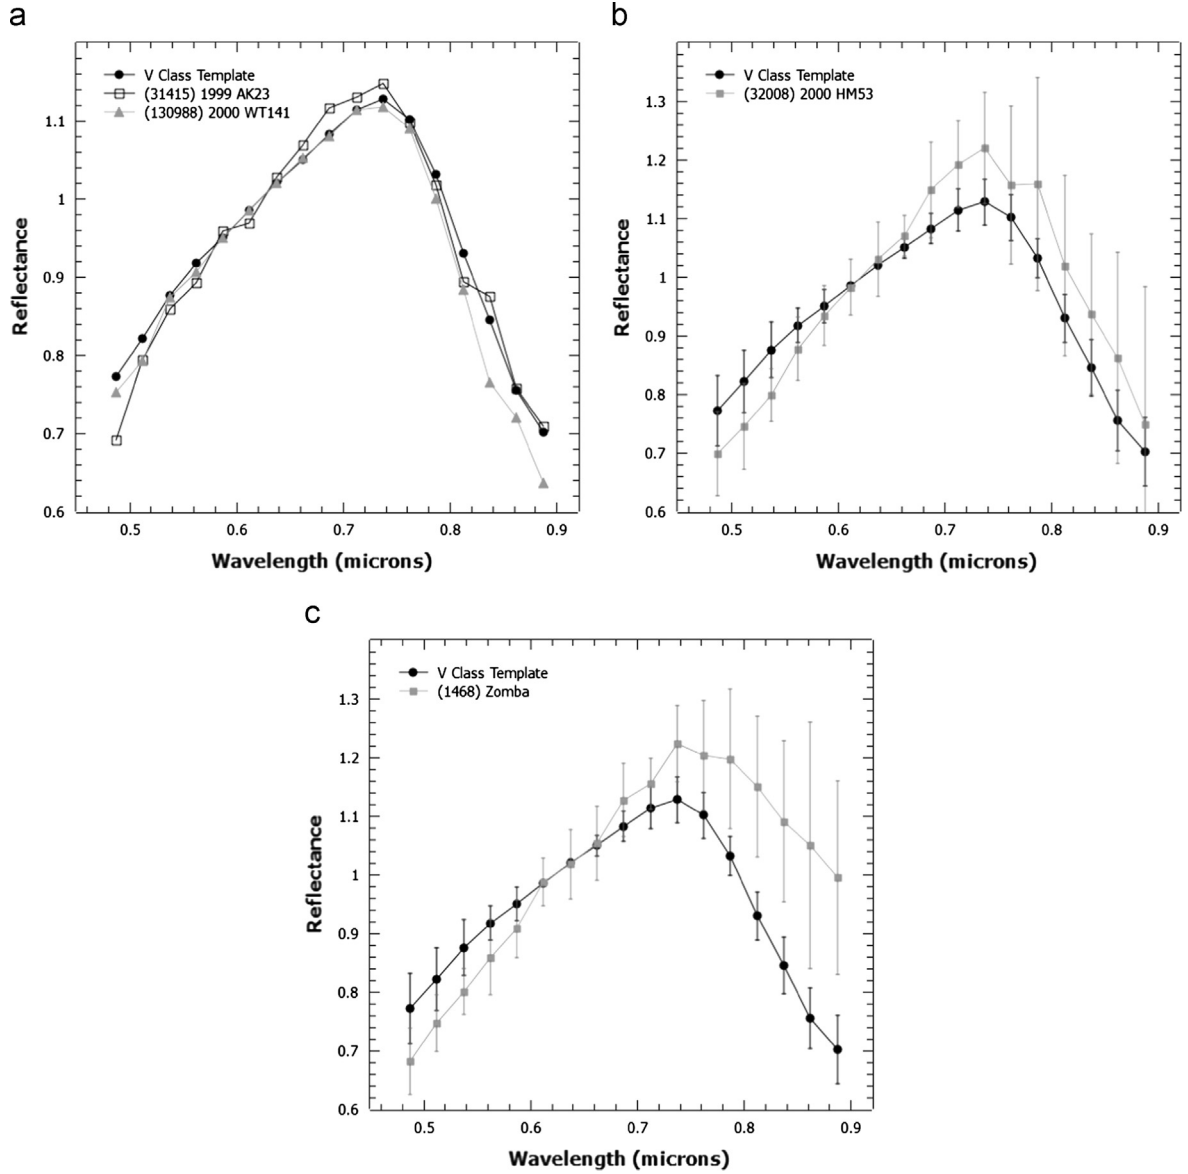 a
V Class Template
(31415) 1999 AK23
(130988) 2000 WT141
1.1
1
0.9
0.8
0.7
0.6
Reflectance
0.5 0.6 0.7 0.8 0.9
Wavelength (microns)
b
V Class Template
(32008) 2000 HM53
1.3
1.2
1.1
1
0.9
0.8
0.7
0.6
Reflectance
0.5 0.6 0.7 0.8 0.9
Wavelength (microns)
c
V Class Template
(1468) Zomba
1.3
1.2
1.1
1
0.9
0.8
0.7
0.6
Reflectance
0.5 0.6 0.7 0.8 0.9
Wavelength (microns)